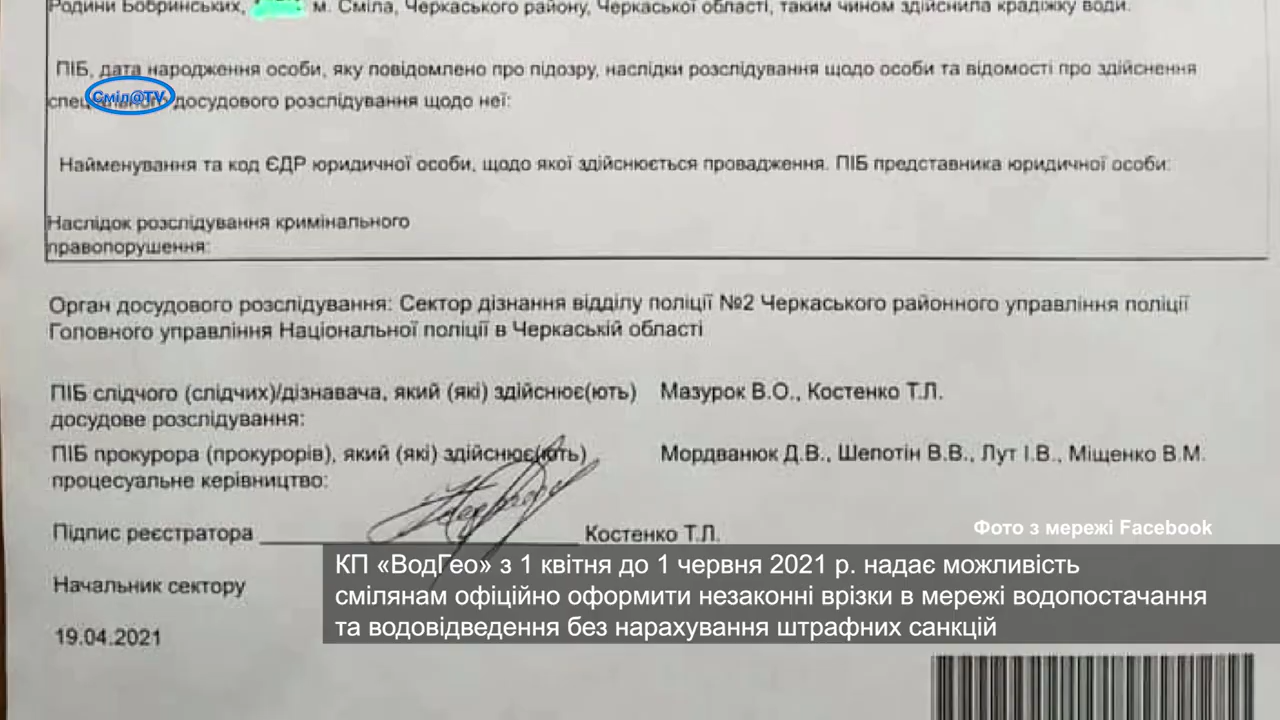 Родини Бобринських, м. Сміла, Черкаського району, Черкаської області, таким чином здійснила крадіжку води.
ПІБ, дата народження особи, яку повідомлено про підозру, наслідки розслідування щодо особи та відомості про здійснення
спеціального досудового розслідування щодо неї:
Сміл@TV
Найменування та код ЄДР юридичної особи, щодо якої здійснюється провадження. ПІБ представника юридичної особи:
Наслідок розслідування кримінального
правопорушення:
Орган досудового розслідування: Сектор дізнання відділу поліції №2 Черкаського районного управління поліції
Головного управління Національної поліції в Черкаській області
ПІБ слідчого (слідчих)/дізнавача, який (які) здійснює(ють) Мазурок В.О., Костенко Т.Л.
досудове розслідування:
ПІБ прокурора (прокурорів), який (які) здійснює(ють) Мордванюк Д.В., Шепотін В.В., Лут І.В., Міщенко В.М.
процесуальне керівництво:
Підпис реєстратора Костенко Т.Л.
Фото з мережі Facebook
КП «ВодГео» з 1 квітня до 1 червня 2021 р. надає можливість
смілянам офіційно оформити незаконні врізки в мережі водопостачання
та водовідведення без нарахування штрафних санкцій
Начальник сектору
19.04.2021